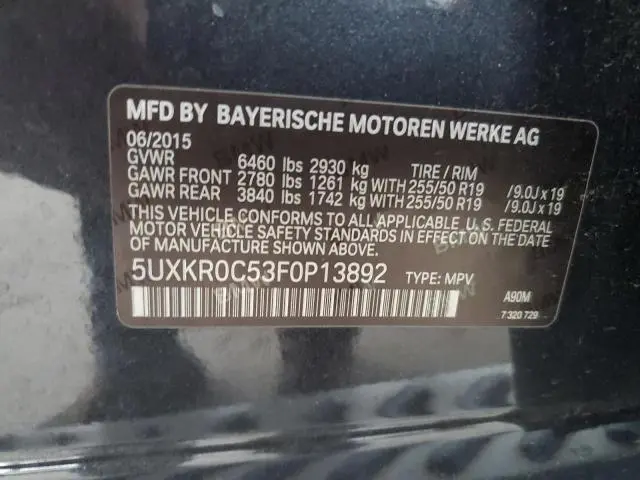 MFD BY BAYERISCHE MOTOREN WERKE AG
06/2015
GVWR 6460 lbs 2930 kg TIRE / RIM
GAWR FRONT 2780 lbs 1261 kg WITH 255/50 R19 /9.0J x 19
GAWR REAR 3840 lbs 1742 kg WITH 255/50 R19 /9.0J x 19
THIS VEHICLE CONFORMS TO ALL APPLICABLE, U. S. FEDERAL
MOTOR VEHICLE SAFETY STANDARDS IN EFFECT ON THE DATE
OF MANUFACTURE SHOWN ABOVE.
5UXKR0C53F0P13892 TYPE: MPV
A90M
7 320 729